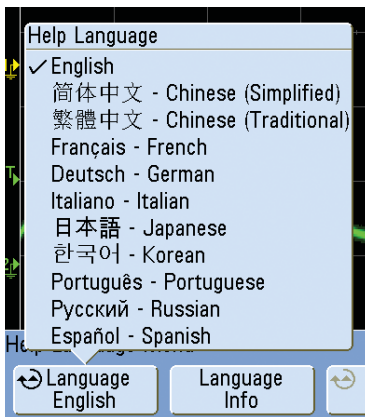 Help Language
✓ English
简体中文 - Chinese (Simplified)
繁體中文 - Chinese (Traditional)
Français - French
Deutsch - German
Italiano - Italian
日本語 - Japanese
한국어 - Korean
Português - Portuguese
Русский - Russian
Español - Spanish
Language
English
Language
Info